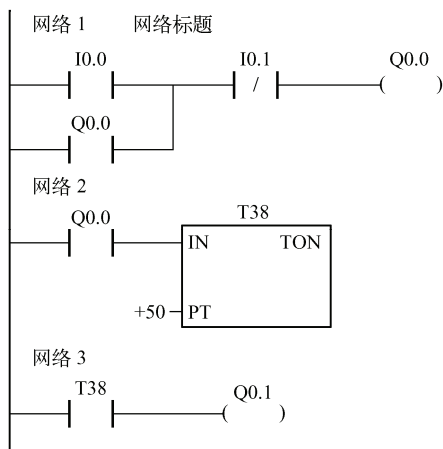 网络 1 网络标题
I0.0 I0.1 Q0.0
/
Q0.0
网络 2
Q0.0 T38
IN TON
+50 PT
网络 3
T38 Q0.1